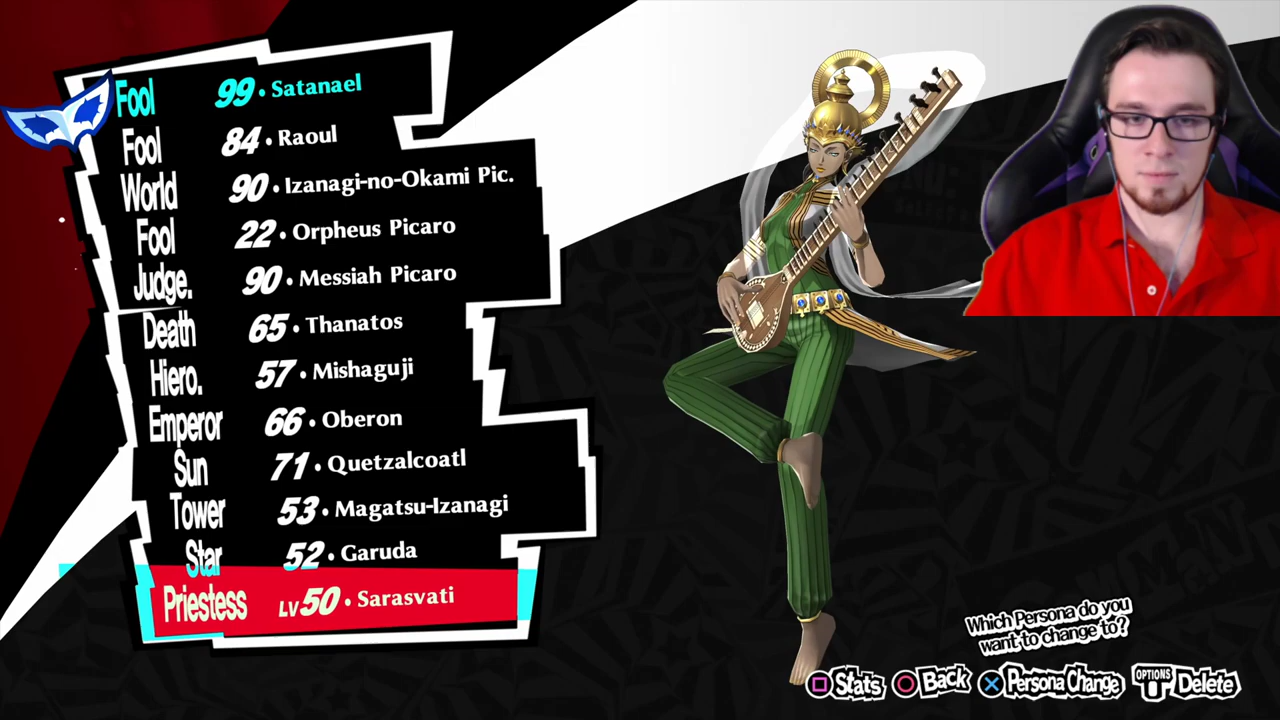 Fool 99 • Satanael
Fool 84 • Raoul
World 90 • Izanagi-no-Okami Pic.
Fool 22 • Orpheus Picaro
Judge. 90 • Messiah Picaro
Death 65 • Thanatos
Hiero. 57 • Mishaguji
Emperor 66 • Oberon
Sun 71 • Quetzalcoatl
Tower 53 • Magatsu-Izanagi
Star 52 • Garuda
Priestess LV 50 • Sarasvati
Which Persona do you
want to change to?
Stats Back Persona Change OPTIONS Delete